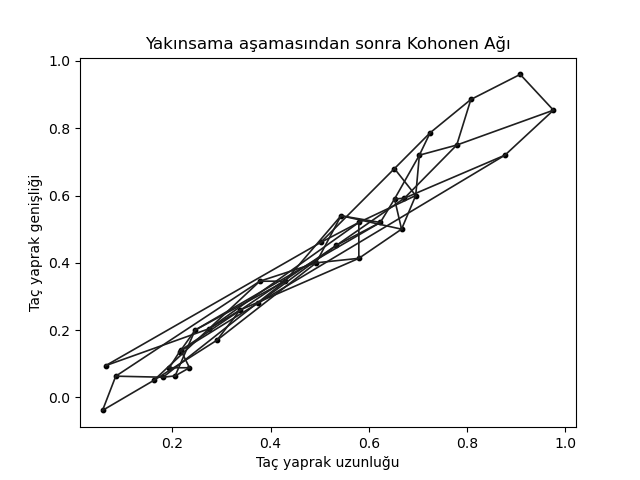 Yakınsama aşamasından sonra Kohonen Ağı
1.0
0.8
0.6
0.4
0.2
0.0
Taç yaprak genişliği
0.2 0.4 0.6 0.8 1.0
Taç yaprak uzunluğu